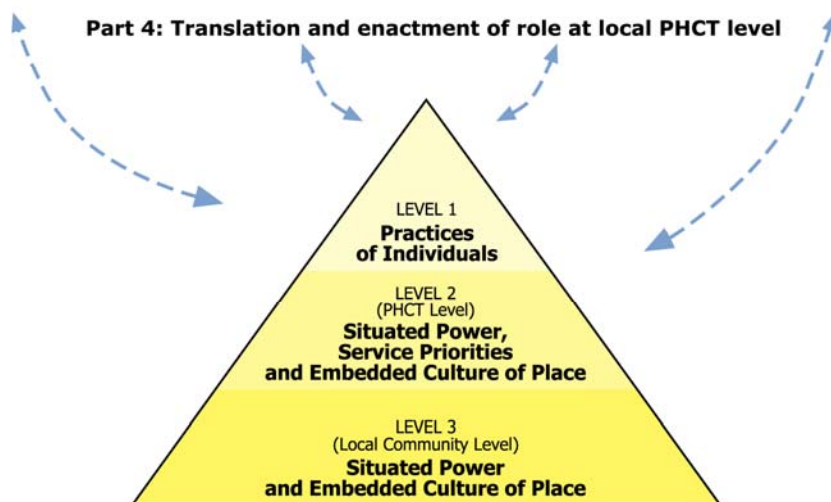 Part 4: Translation and enactment of role at local PHCT level
LEVEL 1
Practices
of Individuals
LEVEL 2
(PHCT Level)
Situated Power,
Service Priorities
and Embedded Culture of Place
LEVEL 3
(Local Community Level)
Situated Power
and Embedded Culture of Place